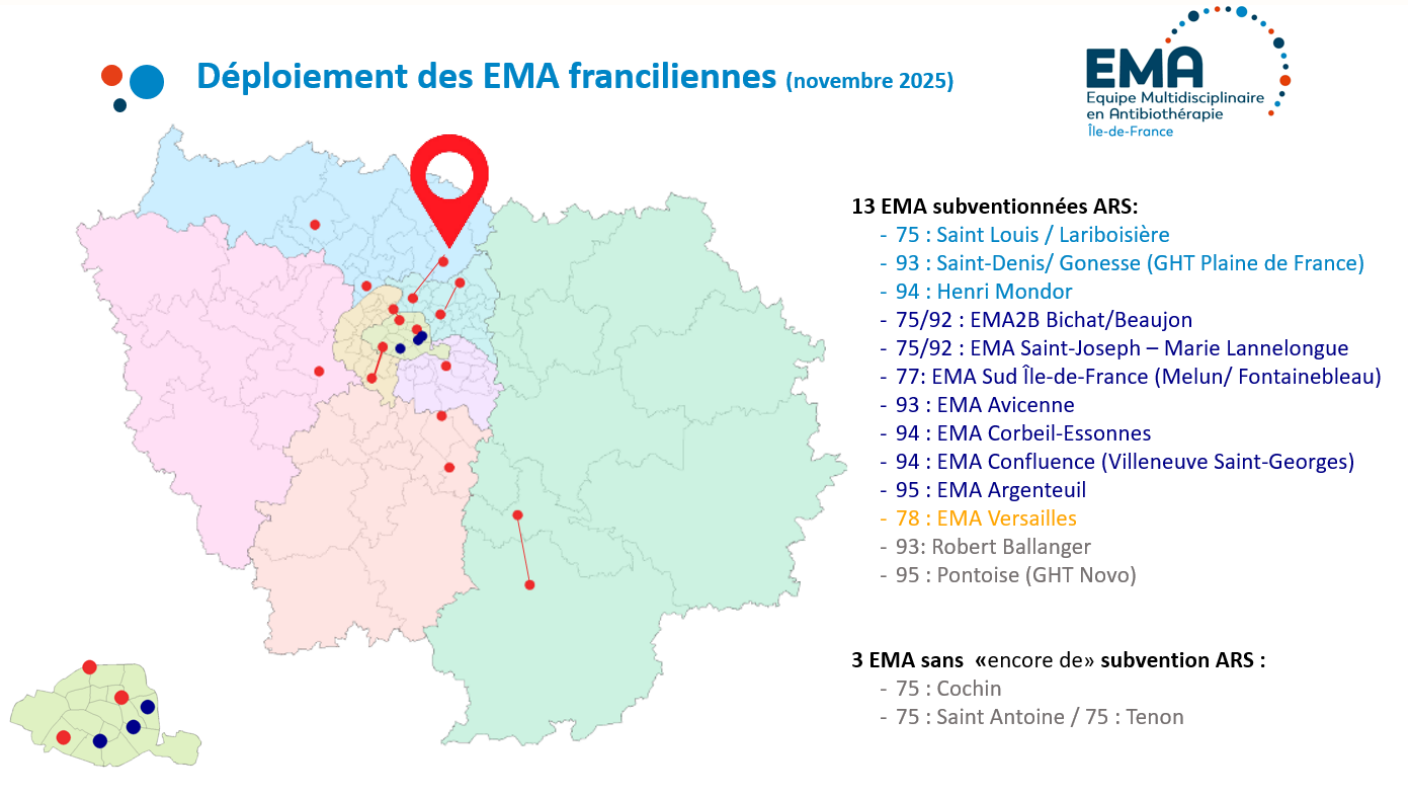 Déploiement des EMA franciliennes (novembre 2025)
EMA
Equipe Multidisciplinaire
en Antibiothérapie
Île-de-France
13 EMA subventionnées ARS:
- 75 : Saint Louis / Lariboisière
- 93 : Saint-Denis/ Gonesse (GHT Plaine de France)
- 94 : Henri Mondor
- 75/92 : EMA2B Bichat/Beaujon
- 75/92 : EMA Saint-Joseph – Marie Lannelongue
- 77: EMA Sud Île-de-France (Melun/ Fontainebleau)
- 93 : EMA Avicenne
- 94 : EMA Corbeil-Essonnes
- 94 : EMA Confluence (Villeneuve Saint-Georges)
- 95 : EMA Argenteuil
- 78 : EMA Versailles
- 93: Robert Ballanger
- 95 : Pontoise (GHT Novo)
3 EMA sans «encore de» subvention ARS :
- 75 : Cochin
- 75 : Saint Antoine / 75 : Tenon